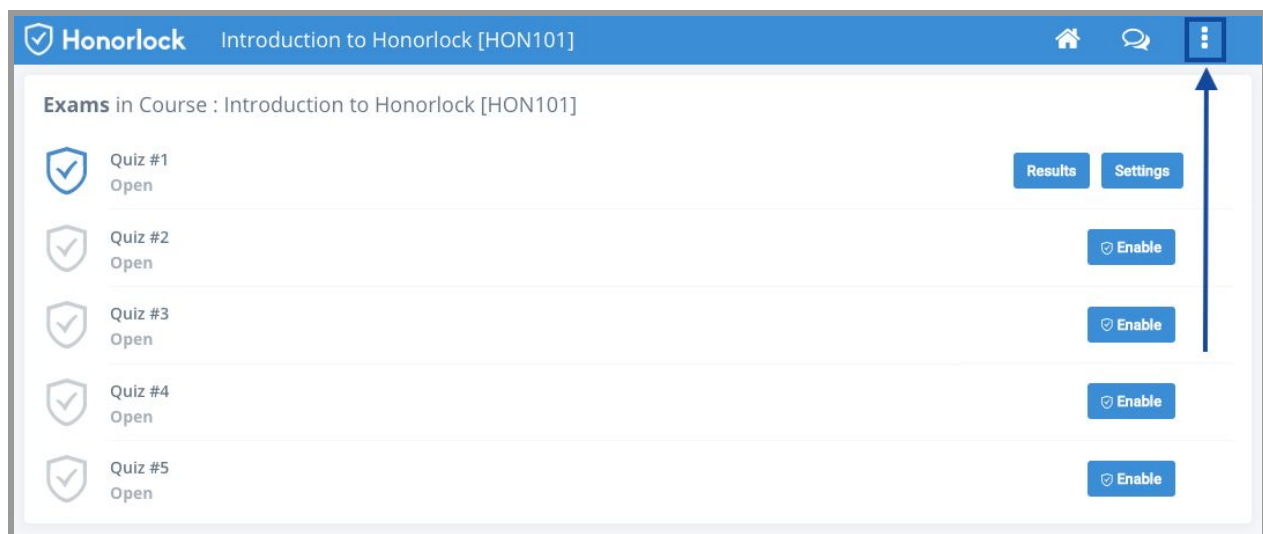 Honorlock Introduction to Honorlock [HON101]
Exams in Course : Introduction to Honorlock [HON101]
Quiz #1
Open
Results Settings
Quiz #2
Open
Enable
Quiz #3
Open
Enable
Quiz #4
Open
Enable
Quiz #5
Open
Enable